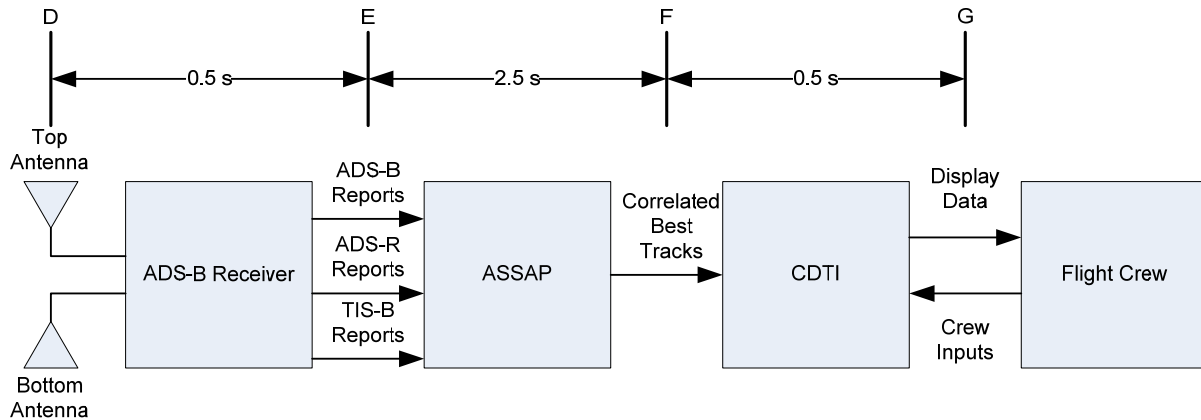 D
E
F
G
0.5 s
2.5 s
0.5 s
Top
Antenna
ADS-B
Reports
ADS-R
Reports
TIS-B
Reports
Correlated
Best
Tracks
Display
Data
Crew
Inputs
ADS-B Receiver
ASSAP
CDTI
Flight Crew
Bottom
Antenna